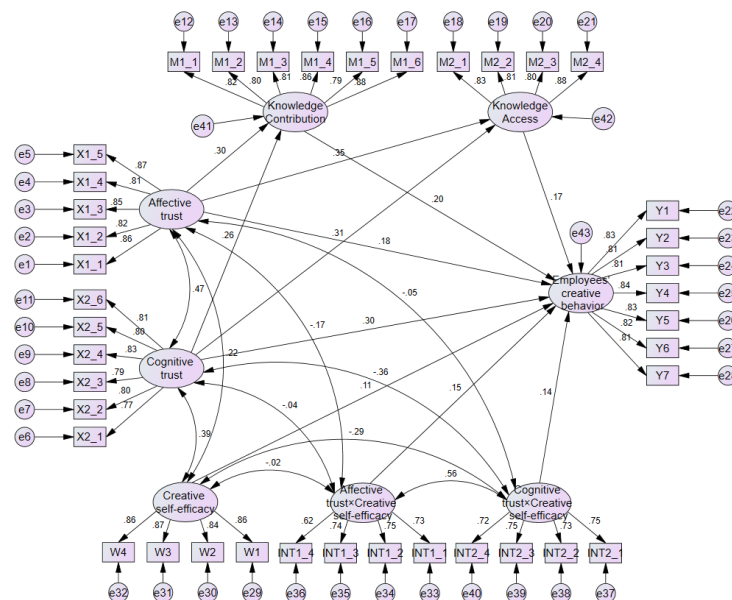 e12 e13 e14 e15 e16 e17 e18 e19 e20 e21
M1_1 M1_2 M1_3 M1_4 M1_5 M1_6 M2_1 M2_2 M2_3 M2_4
.82 .80 .81 .86 .79 .88 .83 .81 .80 .88
Knowledge
Contribution
Knowledge
Access
e41
e42
e5 X1_5
e4 X1_4
e3 X1_3
e2 X1_2
e1 X1_1
.87
.81
.85
.82
.86
Affective
trust
.30
.35
.26
.31
.18
.20
.17
-.05
.47
-.17
.22
e43
Employees'
creative
behavior
.83
.81
.81
.84
.83
.82
.81
Y1
Y2
Y3
Y4
Y5
Y6
Y7
e11 X2_6
e10 X2_5
e9 X2_4
e8 X2_3
e7 X2_2
e6 X2_1
.81
.80
.83
.79
.80
.77
Cognitive
trust
.30
.11
-.36
.15
.14
-.04
.39
-.29
-.02
.56
Creative
self-efficacy
Affective
trust×Creative
self-efficacy
Cognitive
trust×Creative
self-efficacy
.86 .87 .84 .86 .62 .74 .75 .73 .72 .75 .73 .75
W4 W3 W2 W1 INT1_4 INT1_3 INT1_2 INT1_1 INT2_4 INT2_3 INT2_2 INT2_1
e32 e31 e30 e29 e36 e35 e34 e33 e40 e39 e38 e37